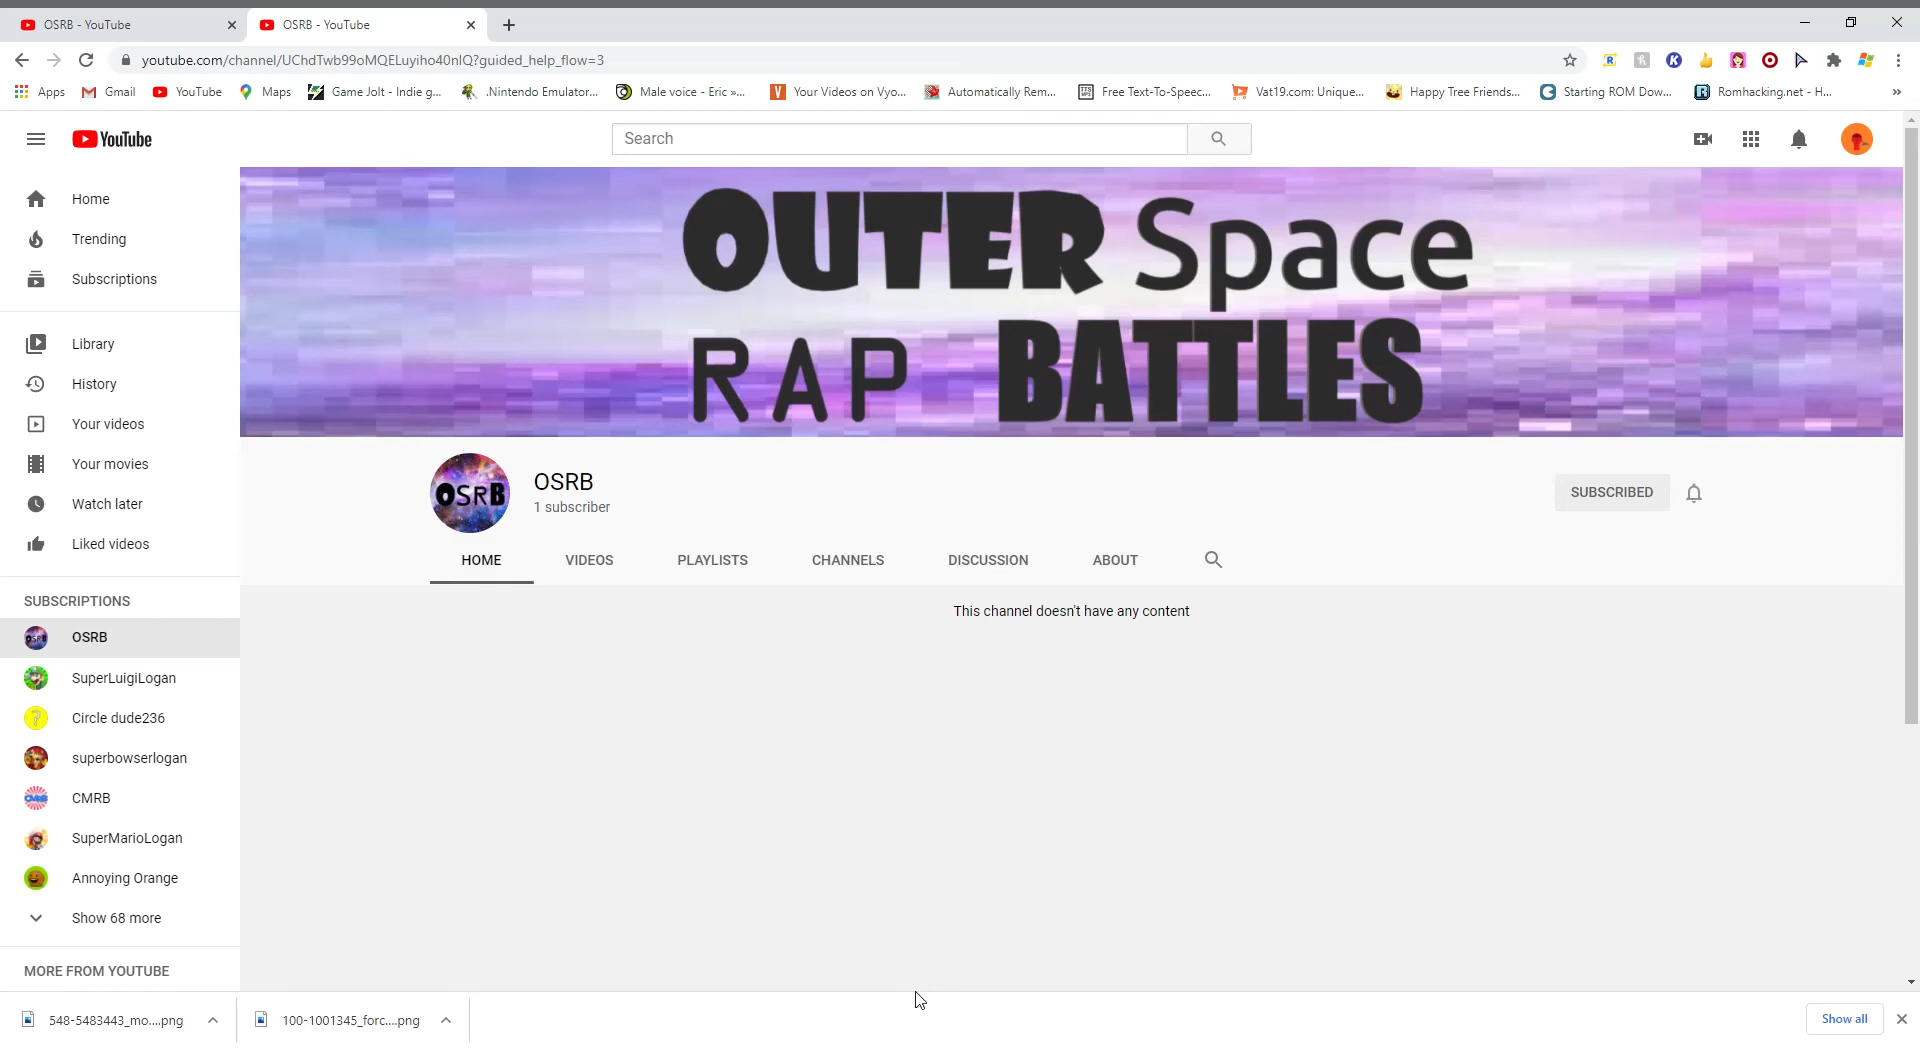 OSRB - YouTube
OSRB - YouTube
youtube.com/channel/UChdTwb99oMQELuyiho40nlQ?guided_help_flow=3
Apps
Gmail
YouTube
Maps
Game Jolt - Indie g...
.Nintendo Emulator...
Male voice - Eric »...
Your Videos on Vyo...
Automatically Rem...
Free Text-To-Speec...
Vat19.com: Unique...
Happy Tree Friends...
Starting ROM Dow...
Romhacking.net - H...
»
YouTube
Search
Home
Trending
Subscriptions
Library
History
Your videos
Your movies
Watch later
Liked videos
SUBSCRIPTIONS
OSRB
SuperLuigiLogan
Circle dude236
superbowserlogan
CMRB
SuperMarioLogan
Annoying Orange
Show 68 more
MORE FROM YOUTUBE
OUTER Space
RAP BATTLES
OSRB
OSRB
1 subscriber
SUBSCRIBED
HOME
VIDEOS
PLAYLISTS
CHANNELS
DISCUSSION
ABOUT
This channel doesn't have any content
548-5483443_mo....png
100-1001345_forc....png
Show all